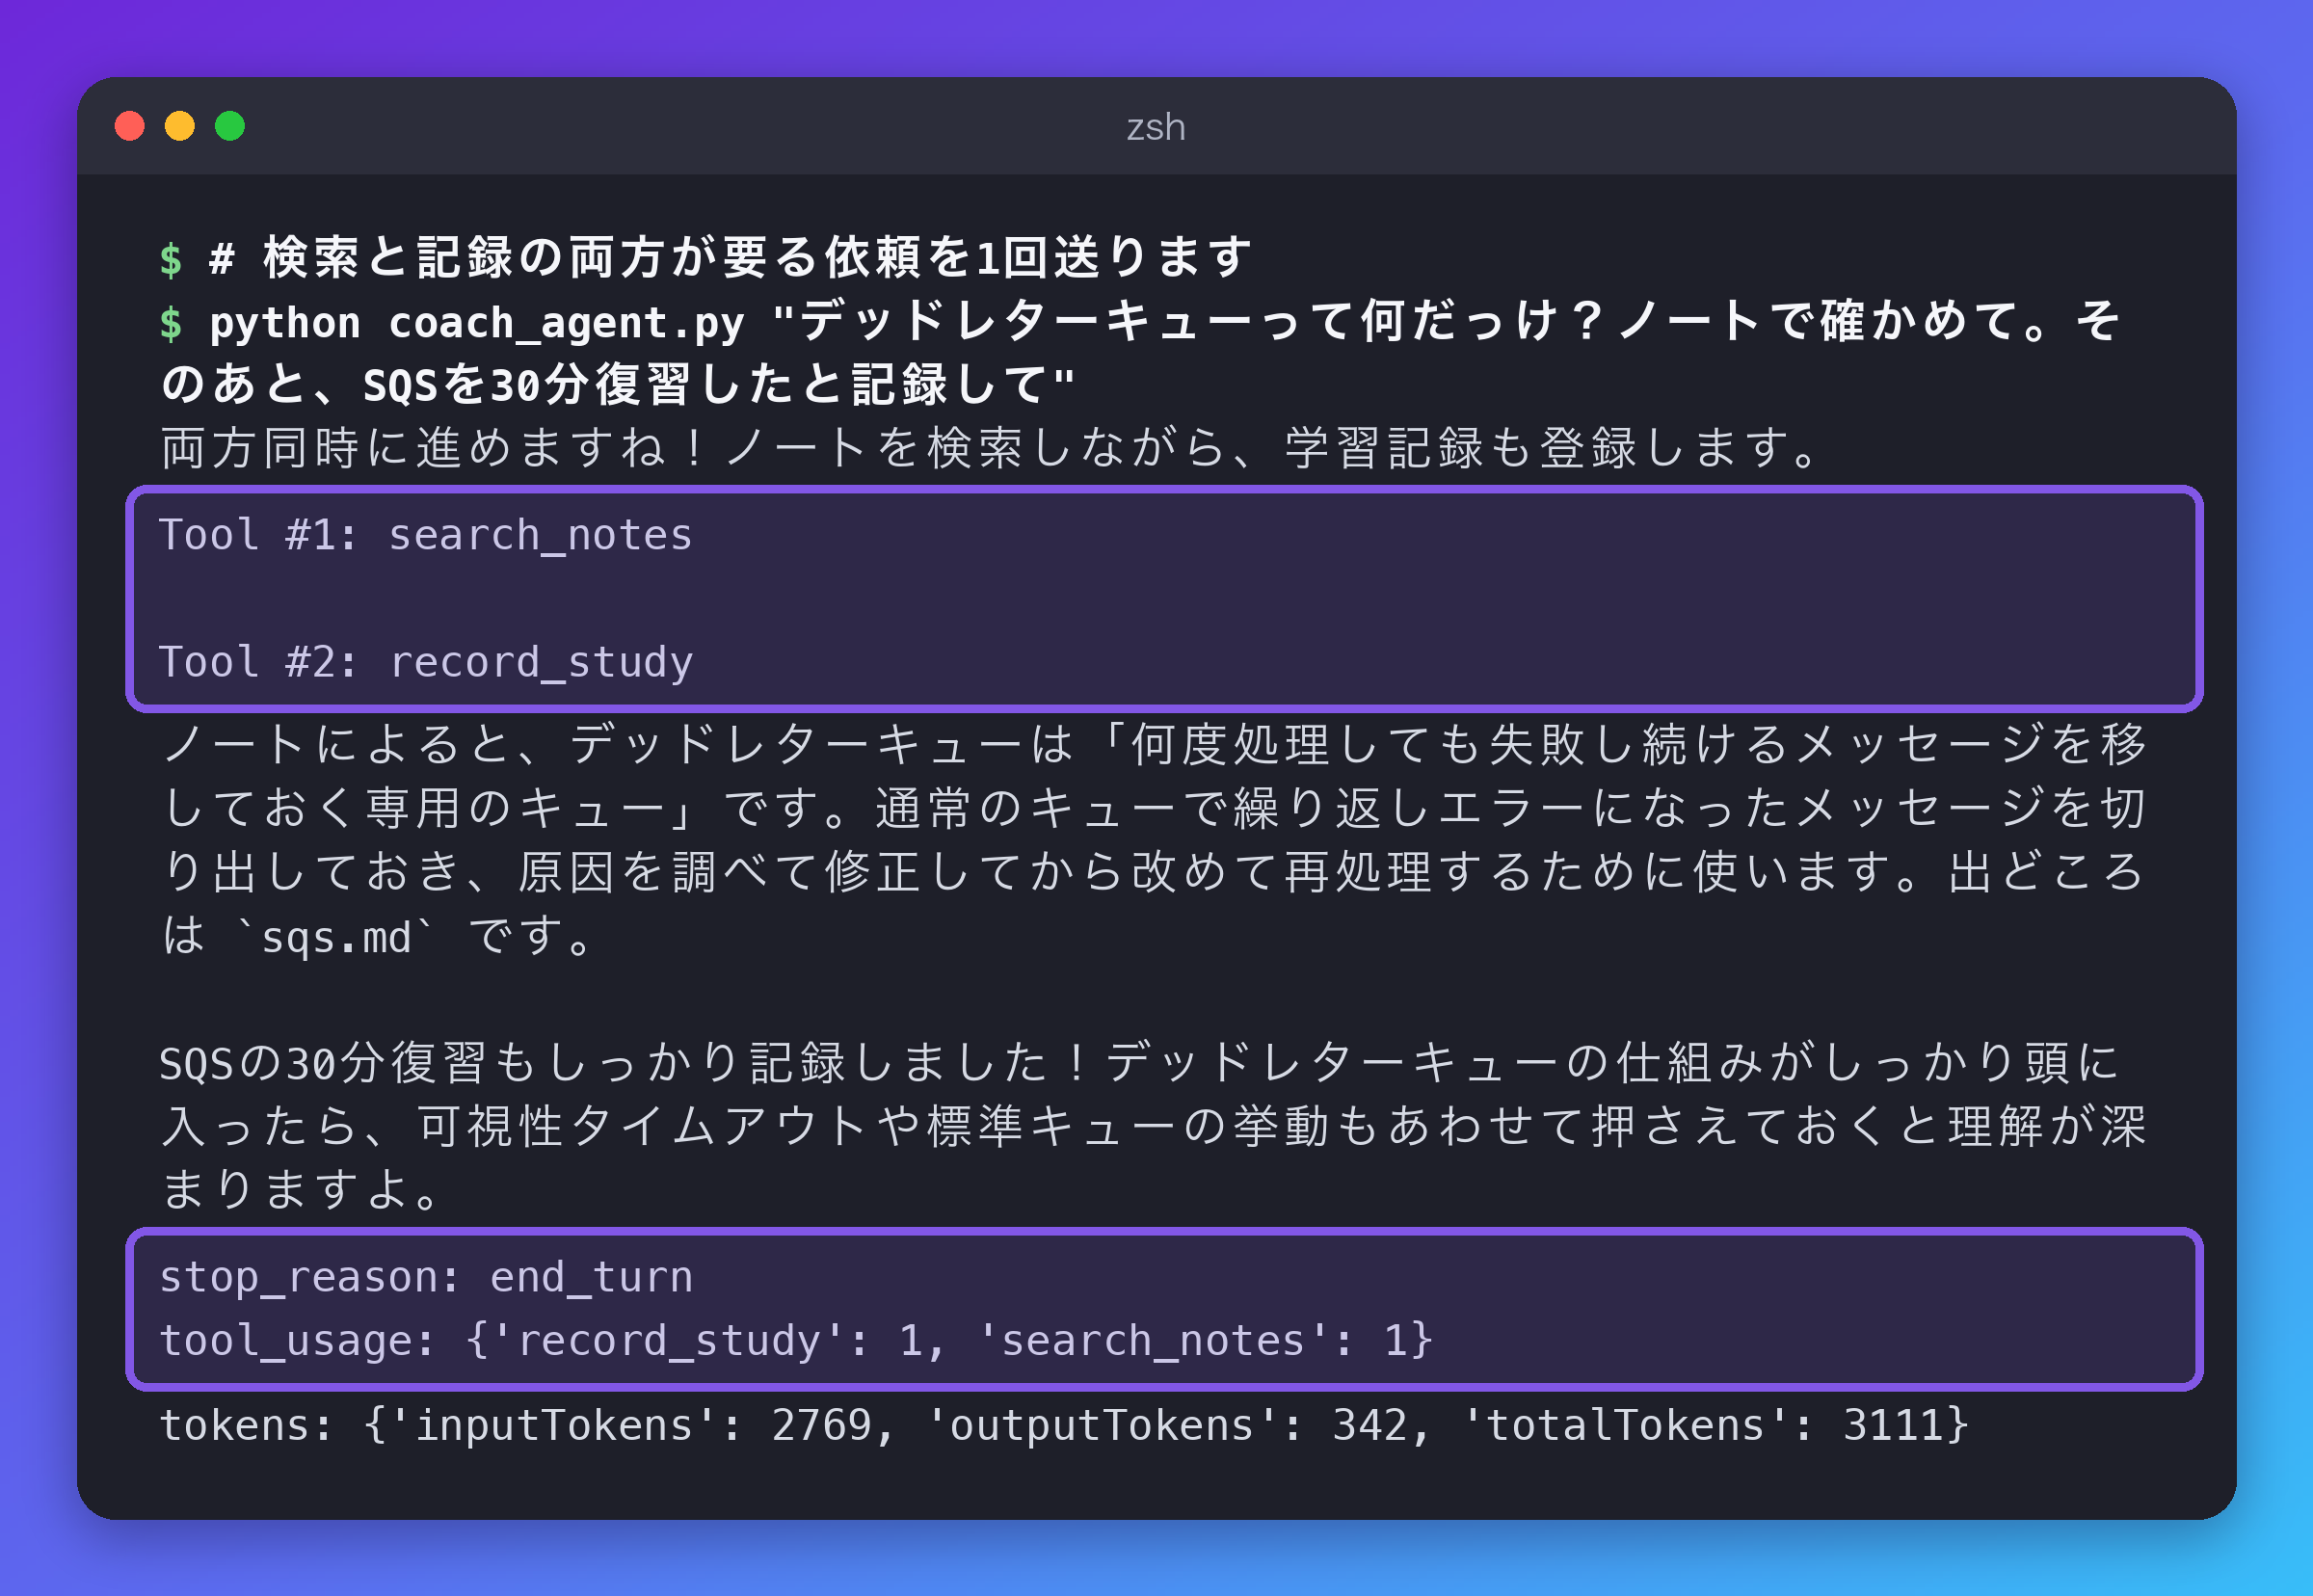 zsh
$ # 検索と記録の両方が要る依頼を1回送ります
$ python coach_agent.py "デッドレターキューって何だっけ？ノートで確かめて。そ
のあと、SQSを30分復習したと記録して"
両方同時に進めますね！ノートを検索しながら、学習記録も登録します。
Tool #1: search_notes
Tool #2: record_study
ノートによると、デッドレターキューは「何度処理しても失敗し続けるメッセージを移
しておく専用のキュー」です。通常のキューで繰り返しエラーになったメッセージを切
り出しておき、原因を調べて修正してから改めて再処理するために使います。出どころ
は `sqs.md` です。
SQSの30分復習もしっかり記録しました！デッドレターキューの仕組みがしっかり頭に
入ったら、可視性タイムアウトや標準キューの挙動もあわせて押さえておくと理解が深
まりますよ。
stop_reason: end_turn
tool_usage: {'record_study': 1, 'search_notes': 1}
tokens: {'inputTokens': 2769, 'outputTokens': 342, 'totalTokens': 3111}